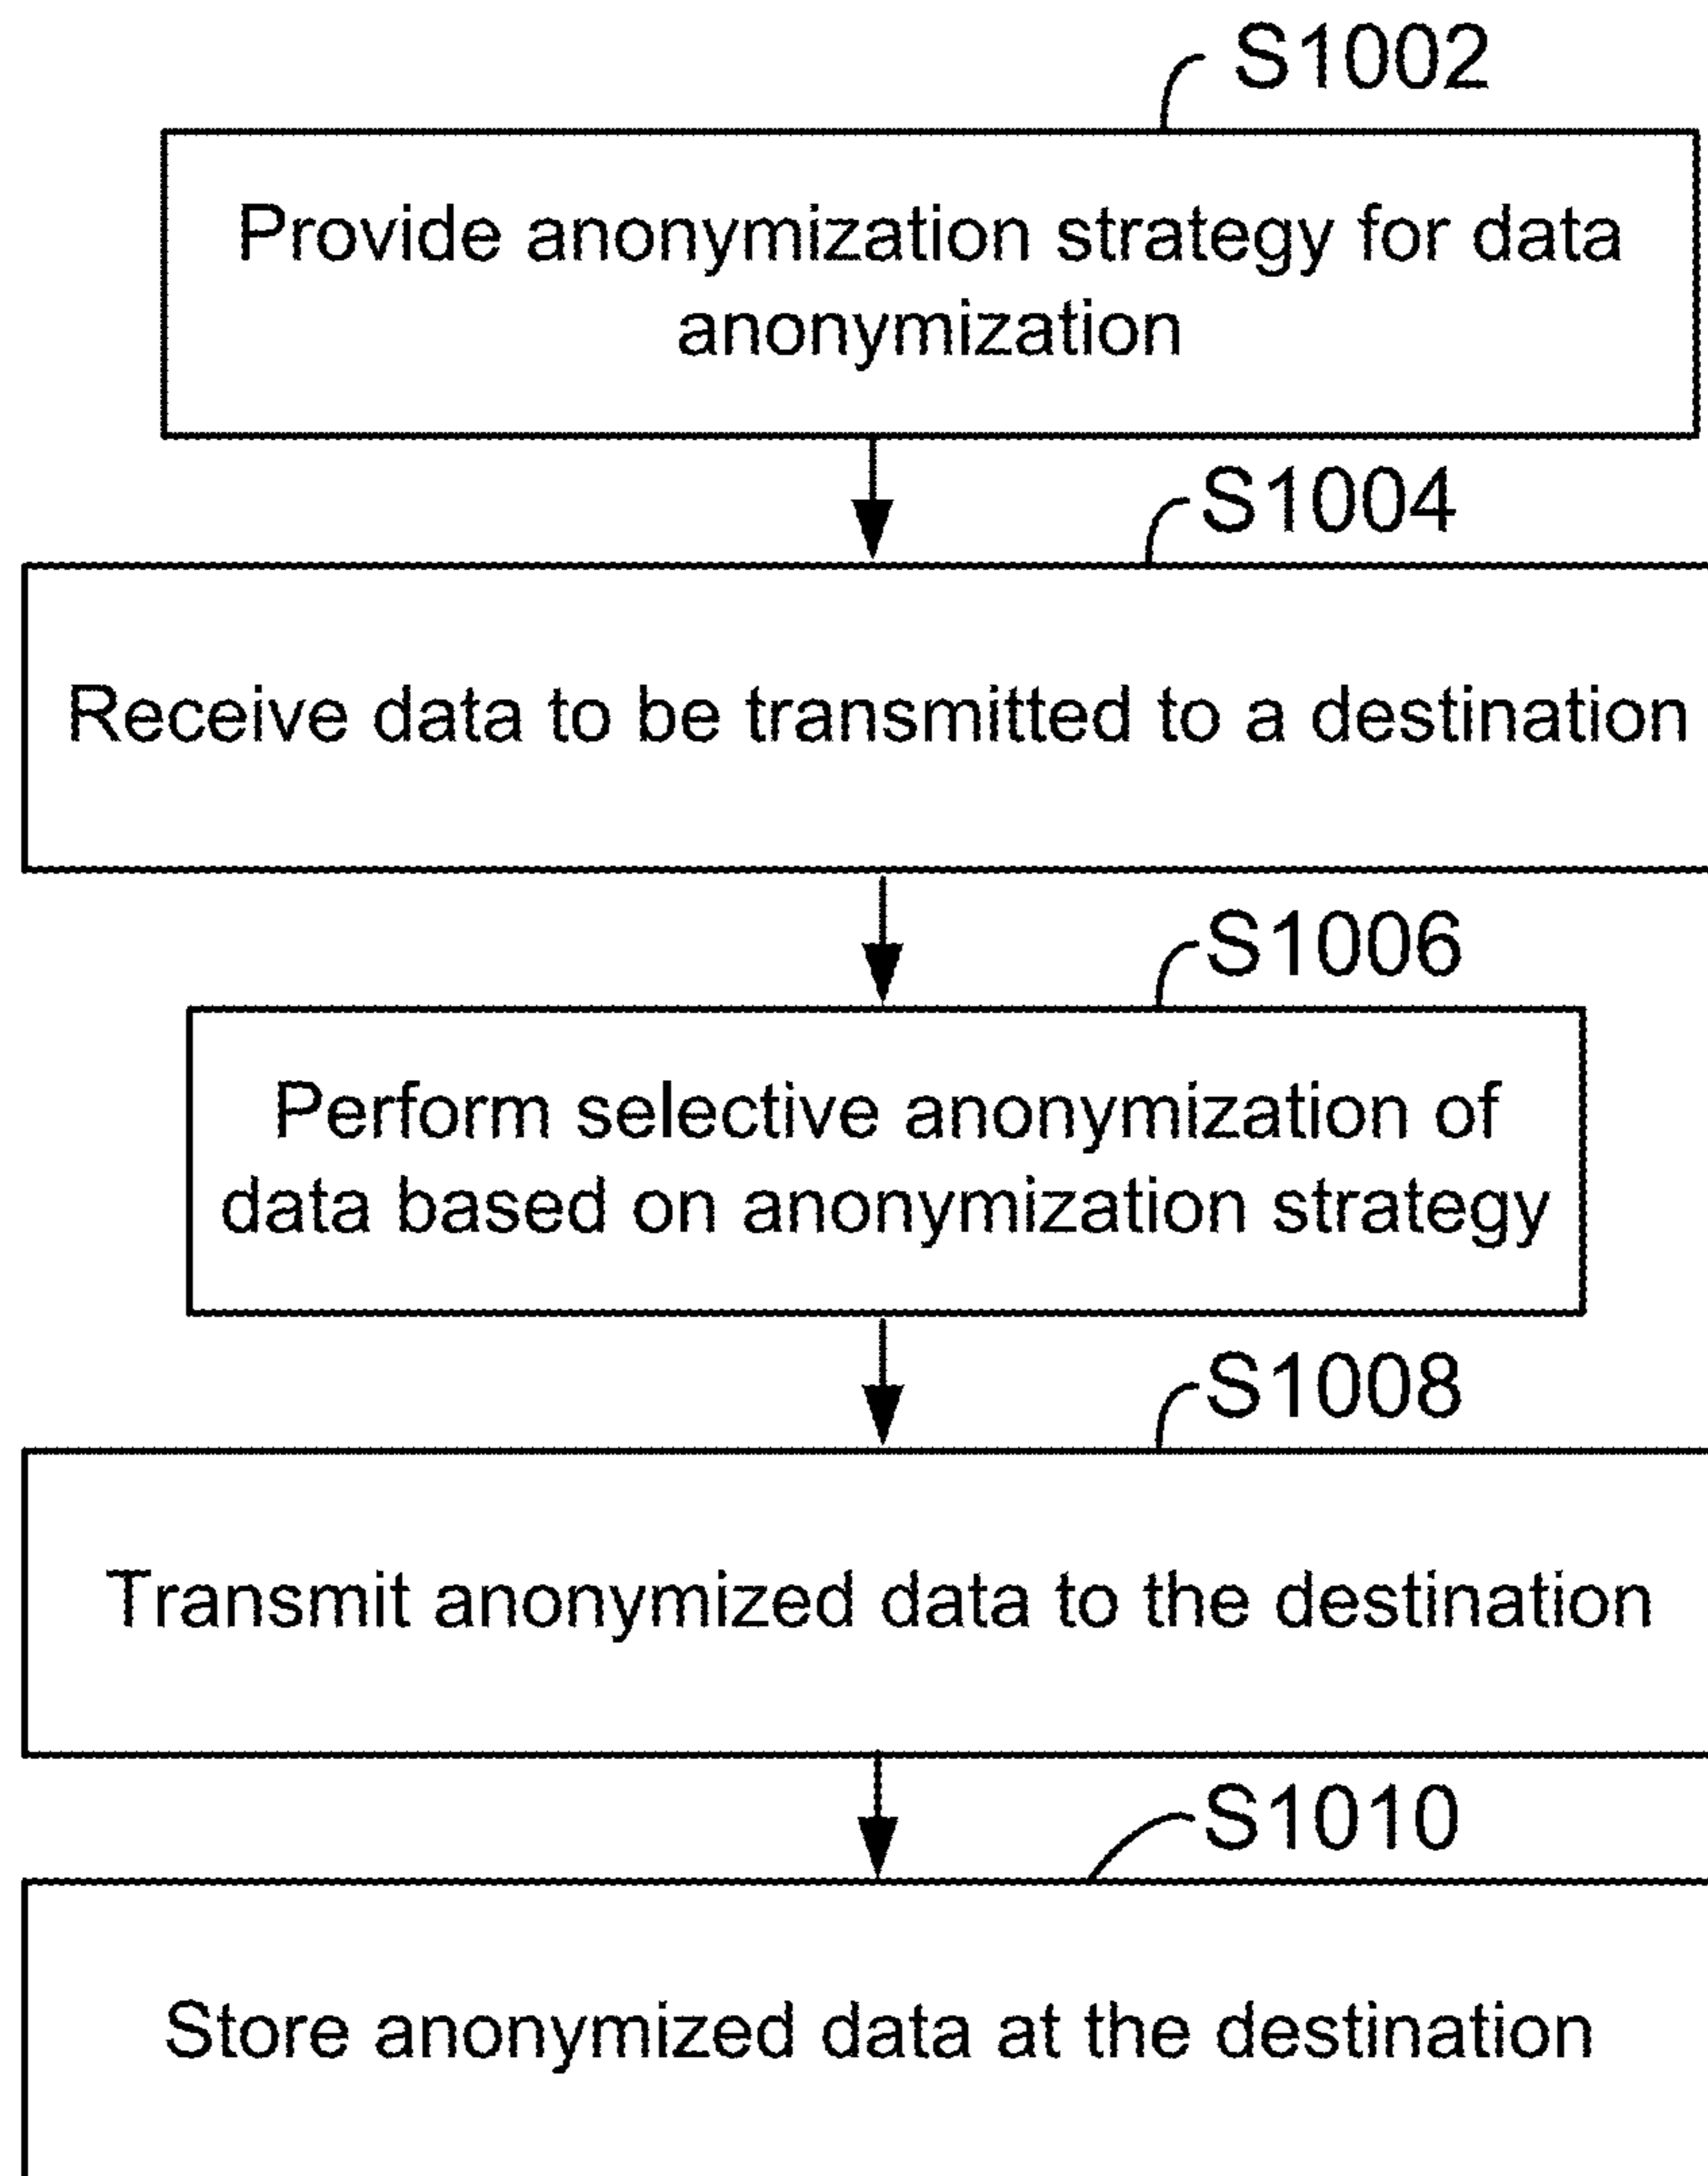 S1002
Provide anonymization strategy for data
anonymization
S1004
Receive data to be transmitted to a destination
S1006
Perform selective anonymization of
data based on anonymization strategy
S1008
Transmit anonymized data to the destination
S1010
Store anonymized data at the destination